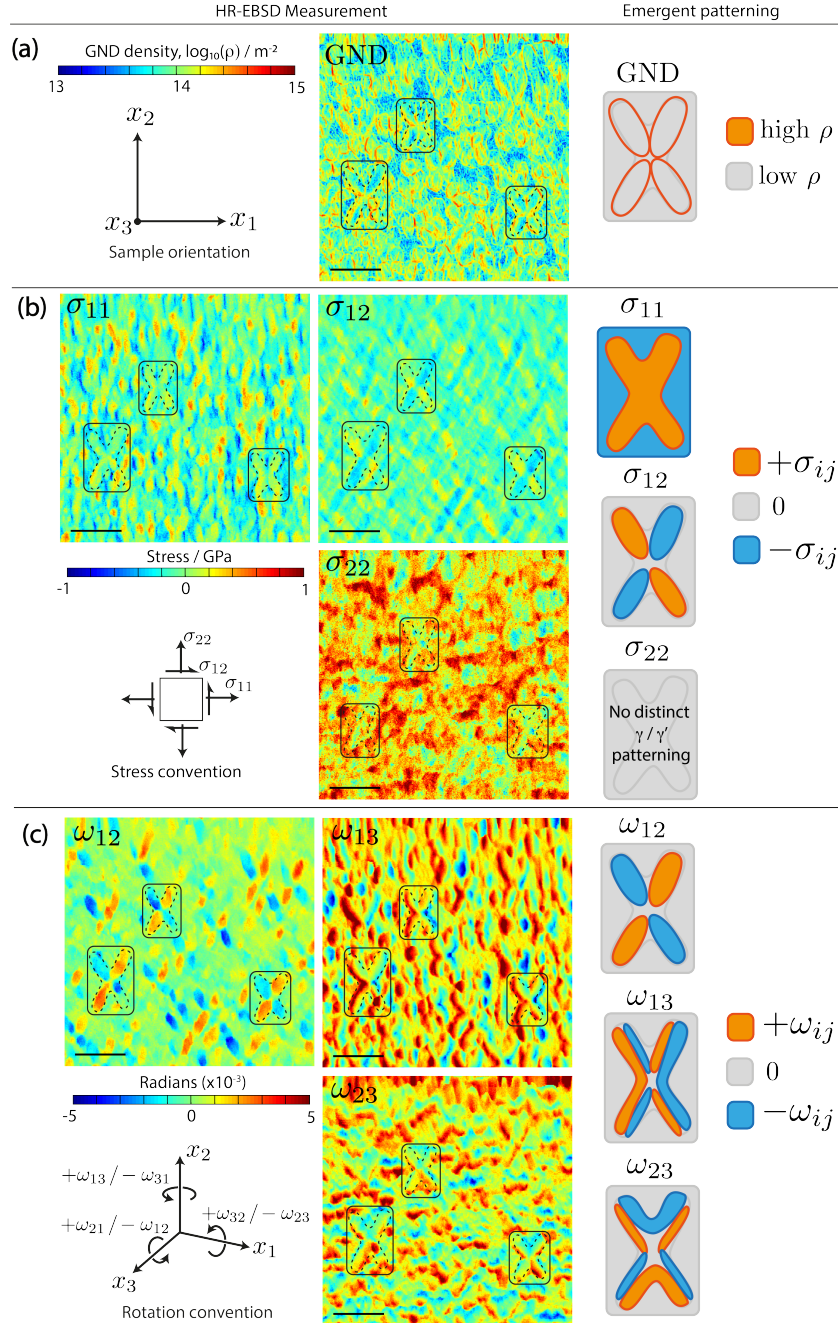 HR-EBSD Measurement
Emergent patterning
(a)
GND density, log₁₀(ρ) / m⁻²
13 14 15
x₂
x₃ x₁
Sample orientation
GND
GND
high ρ
low ρ
(b)
σ₁₁
σ₁₂
σ₁₁
σ₁₂
+σᵢⱼ
0
−σᵢⱼ
Stress / GPa
-1 0 1
σ₂₂
σ₁₂
σ₁₁
Stress convention
σ₂₂
σ₂₂
No distinct
γ / γ′
patterning
(c)
ω₁₂
ω₁₃
ω₁₂
ω₁₃
+ωᵢⱼ
0
−ωᵢⱼ
Radians (x10⁻³)
-5 0 5
x₂
+ω₁₃/− ω₃₁
+ω₂₁/− ω₁₂
+ω₃₂/− ω₂₃
x₁
x₃
Rotation convention
ω₂₃
ω₂₃